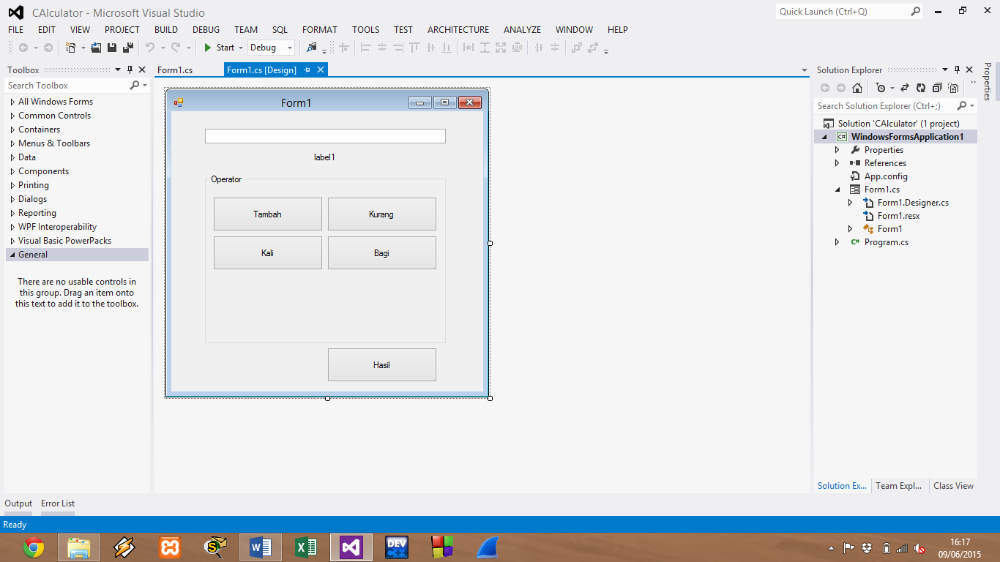 CAlculator - Microsoft Visual Studio
Quick Launch (Ctrl+Q)
FILE EDIT VIEW PROJECT BUILD DEBUG TEAM SQL FORMAT TOOLS TEST ARCHITECTURE ANALYZE WINDOW HELP
Start Debug
Toolbox
Search Toolbox
All Windows Forms
Common Controls
Containers
Menus & Toolbars
Data
Components
Printing
Dialogs
Reporting
WPF Interoperability
Visual Basic PowerPacks
General
There are no usable controls in
this group. Drag an item onto
this text to add it to the toolbox.
Form1.cs Form1.cs [Design]
Form1
label1
Operator
Tambah Kurang
Kali Bagi
Hasil
Solution Explorer
Search Solution Explorer (Ctrl+;)
Solution 'CAlculator' (1 project)
C# WindowsFormsApplication1
Properties
References
App.config
Form1.cs
Form1.Designer.cs
Form1.resx
Form1
C# Program.cs
Solution Ex... Team Expl... Class View
Properties
Output Error List
Ready
DEV
C++
16:17
09/06/2015